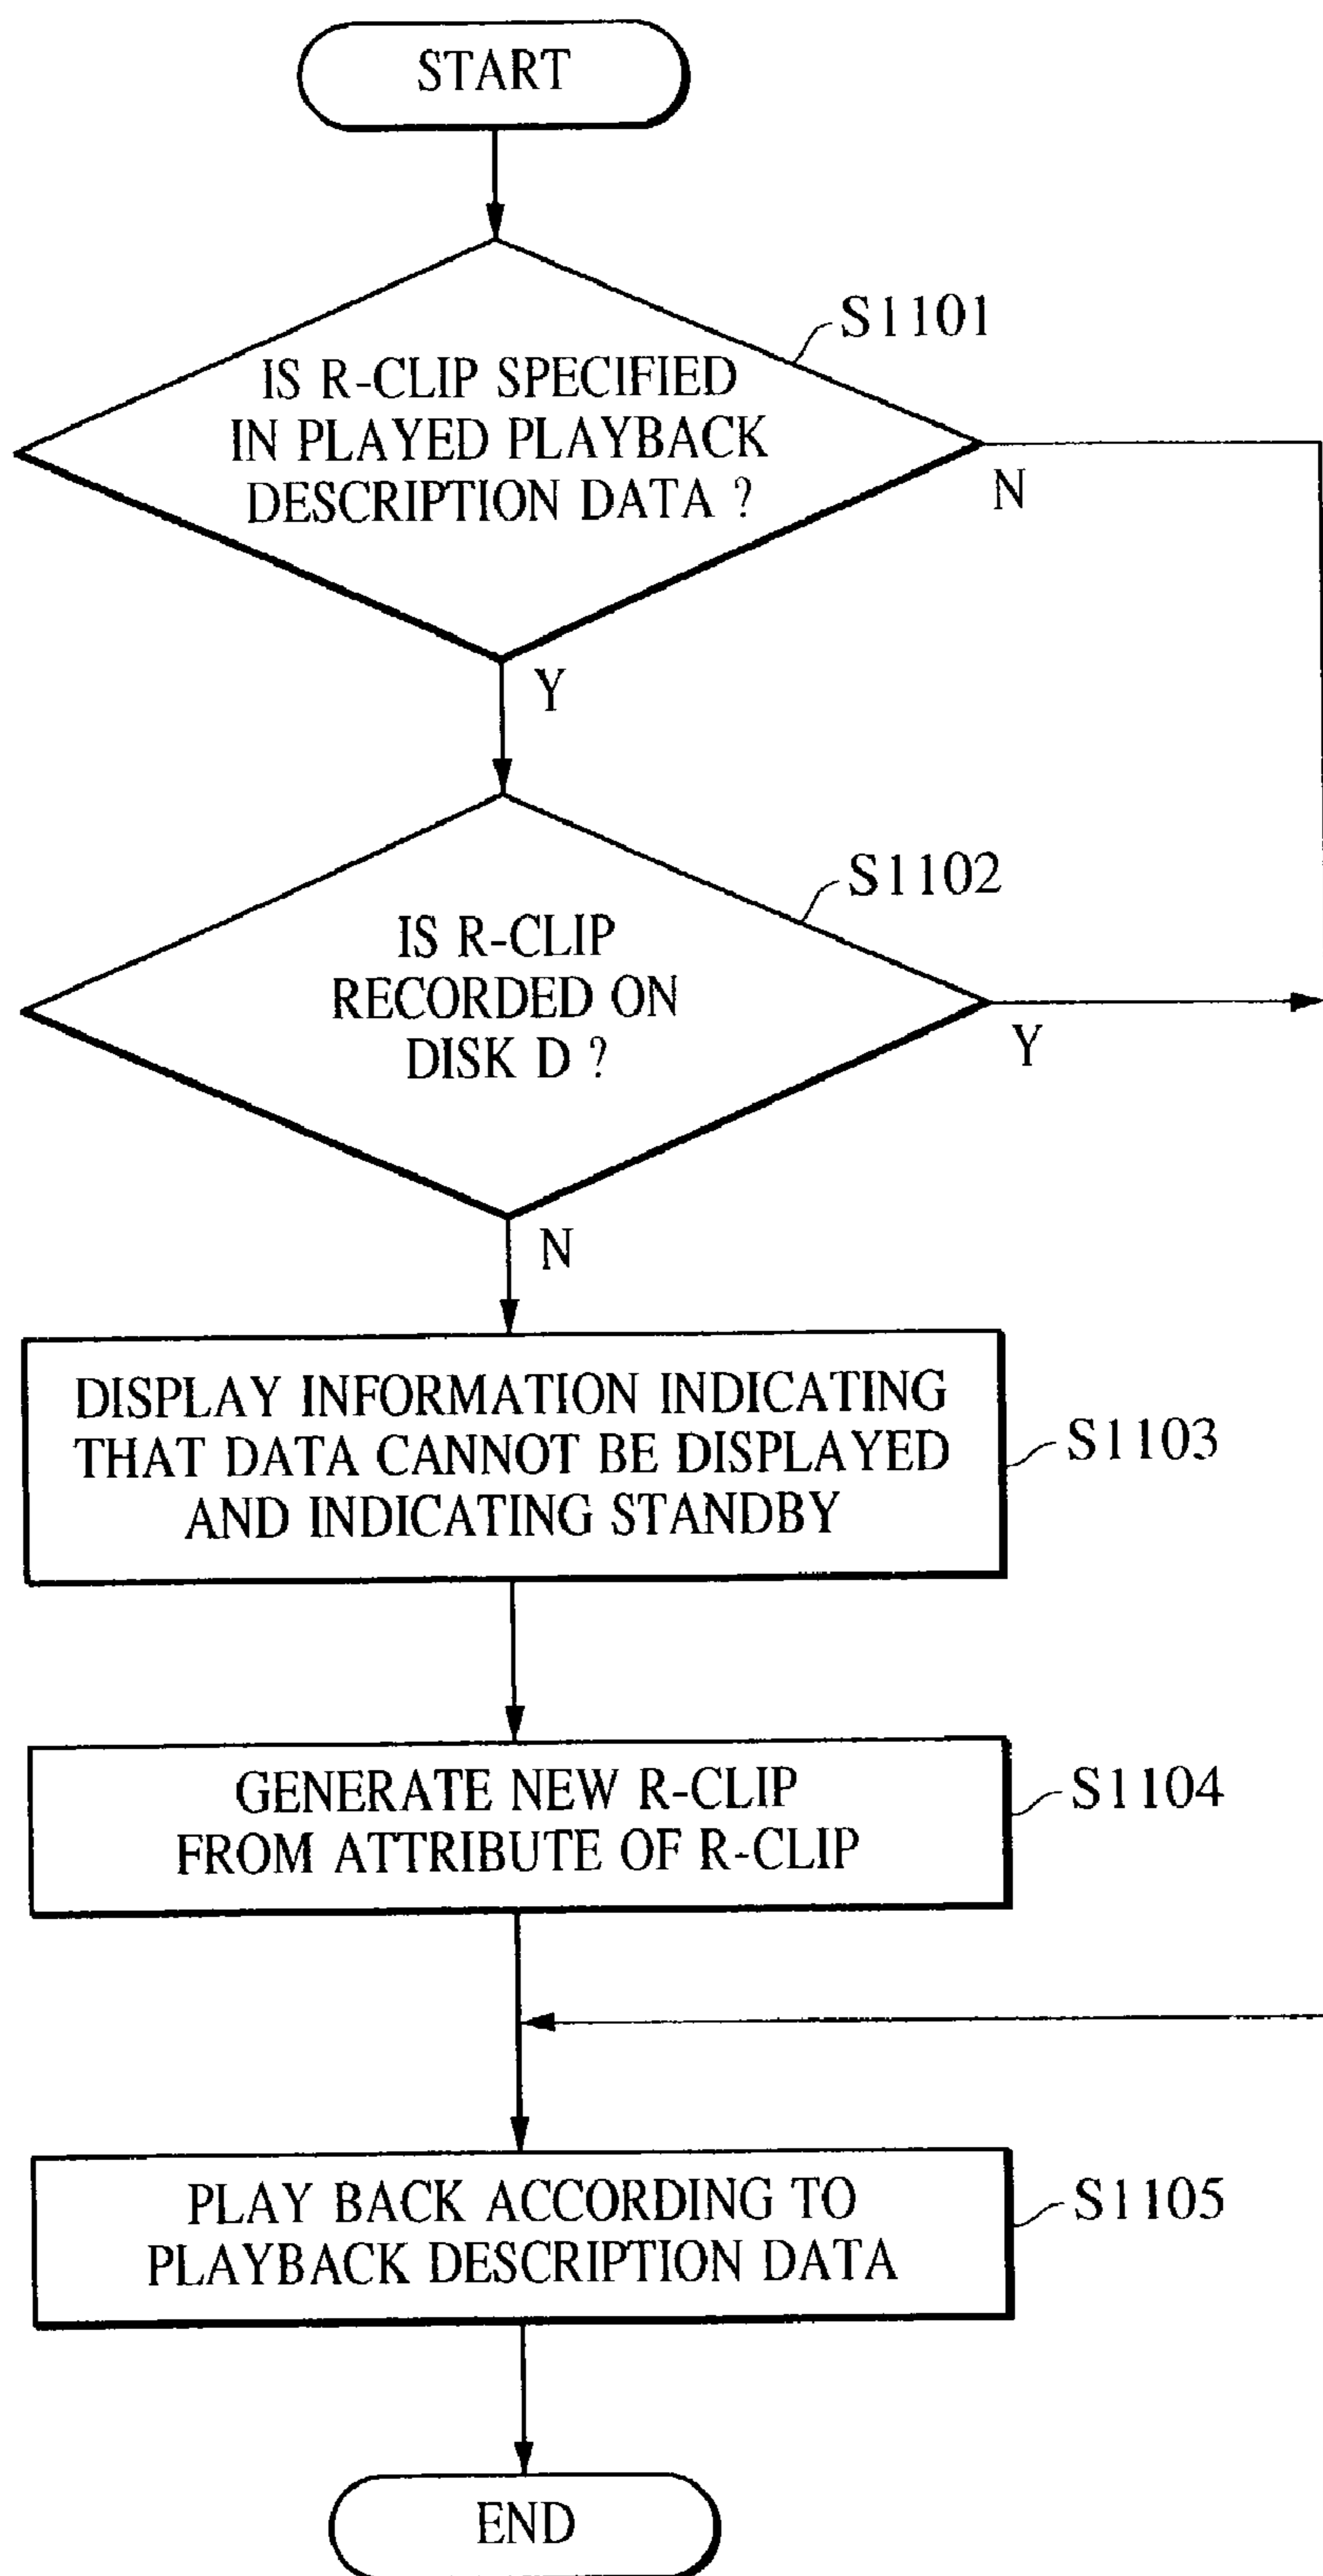 START
S1101
IS R-CLIP SPECIFIED
IN PLAYED PLAYBACK
DESCRIPTION DATA ?
N
Y
S1102
IS R-CLIP
RECORDED ON
DISK D ?
Y
N
DISPLAY INFORMATION INDICATING
THAT DATA CANNOT BE DISPLAYED
AND INDICATING STANDBY
S1103
GENERATE NEW R-CLIP
FROM ATTRIBUTE OF R-CLIP
S1104
PLAY BACK ACCORDING TO
PLAYBACK DESCRIPTION DATA
S1105
END